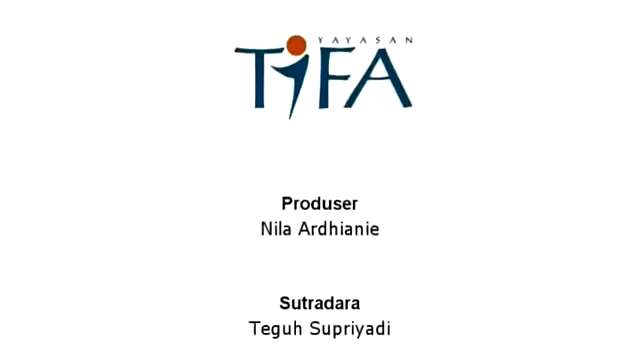 YAYASAN
TIFA
Produser
Nila Ardhianie
Sutradara
Teguh Supriyadi